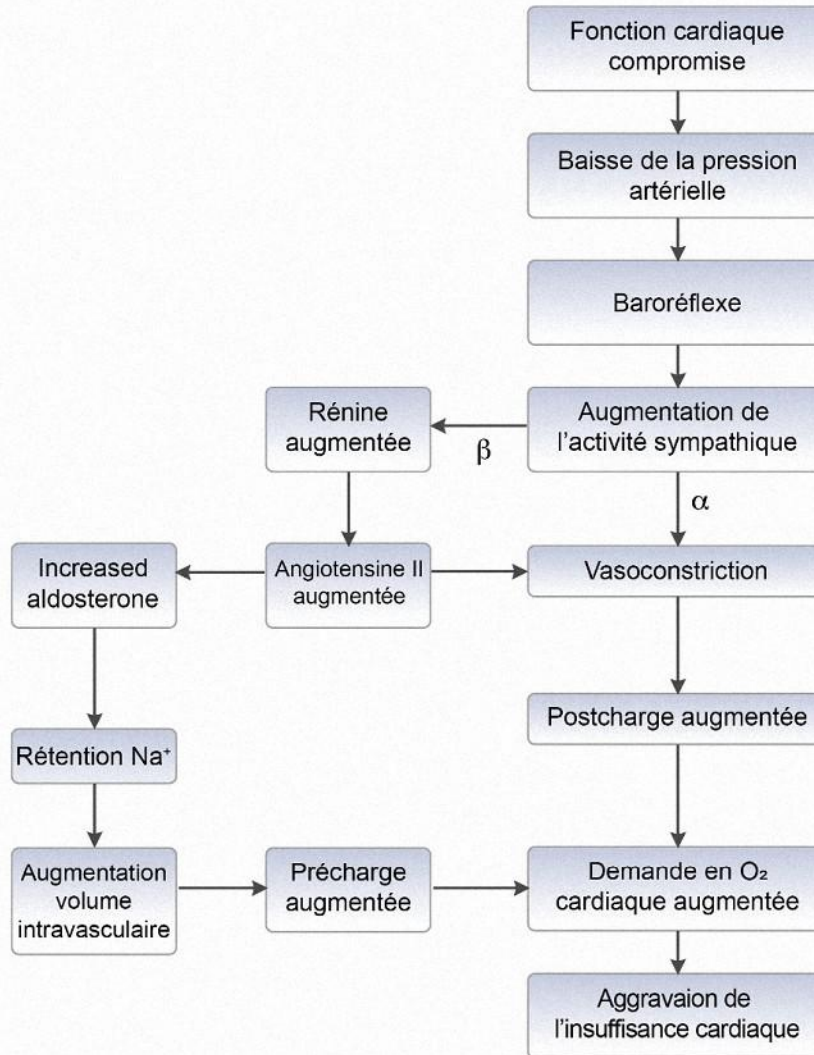 Fonction cardiaque
compromise
Baisse de la pression
artérielle
Baroréflexe
Rénine
augmentée
β
Augmentation de
l'activité sympathique
α
Increased
aldosterone
Angiotensine II
augmentée
Vasoconstriction
Postcharge augmentée
Rétention Na⁺
Augmentation
volume
intravasculaire
Précharge
augmentée
Demande en O₂
cardiaque augmentée
Aggravaion de
l'insuffisance cardiaque